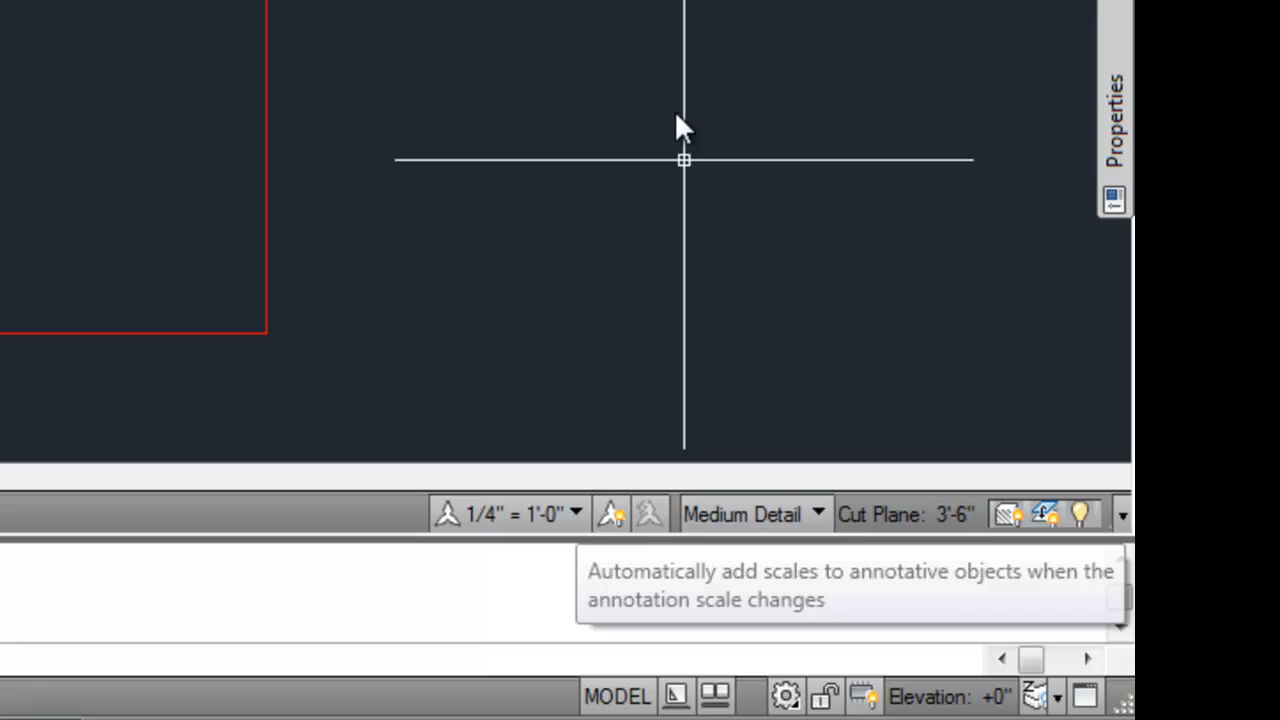 Properties
1/4" = 1'-0" Medium Detail Cut Plane: 3'-6"
Automatically add scales to annotative objects when the
annotation scale changes
MODEL Elevation: +0"